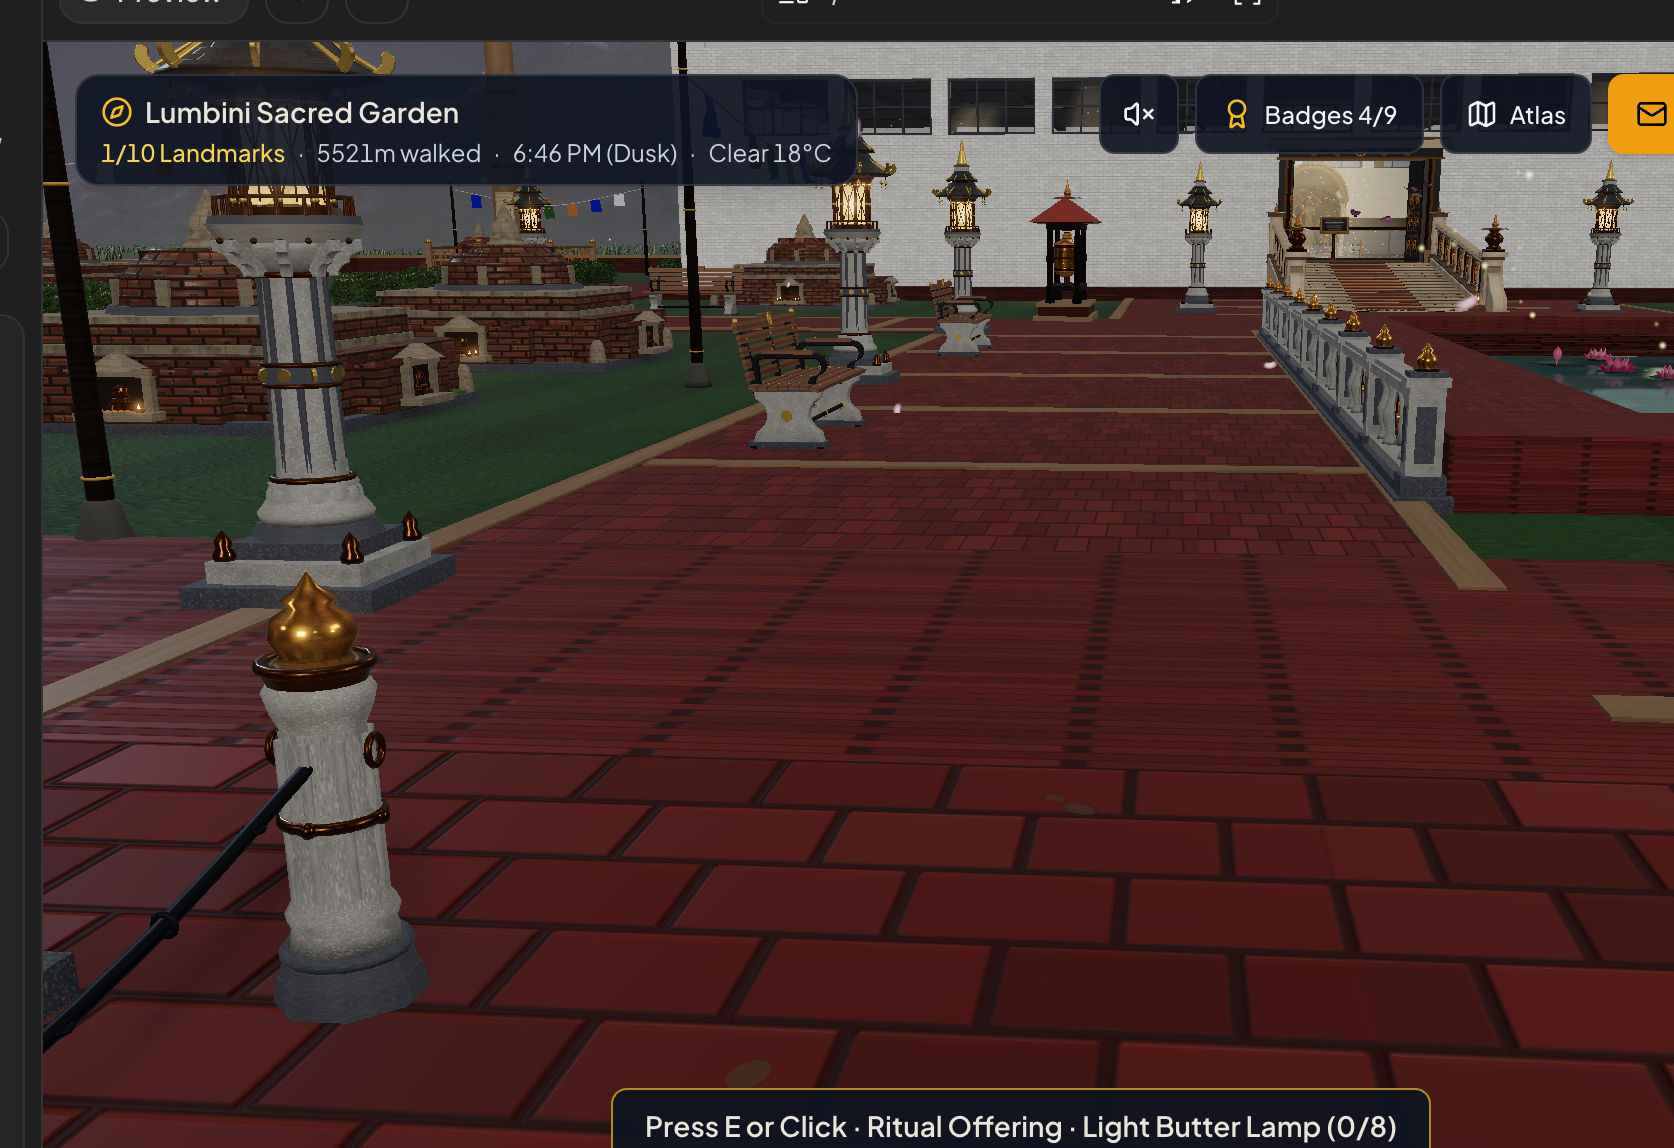 Preview
Lumbini Sacred Garden
1/10 Landmarks · 5521m walked · 6:46 PM (Dusk) · Clear 18°C
Badges 4/9
Atlas
Press E or Click · Ritual Offering · Light Butter Lamp (0/8)